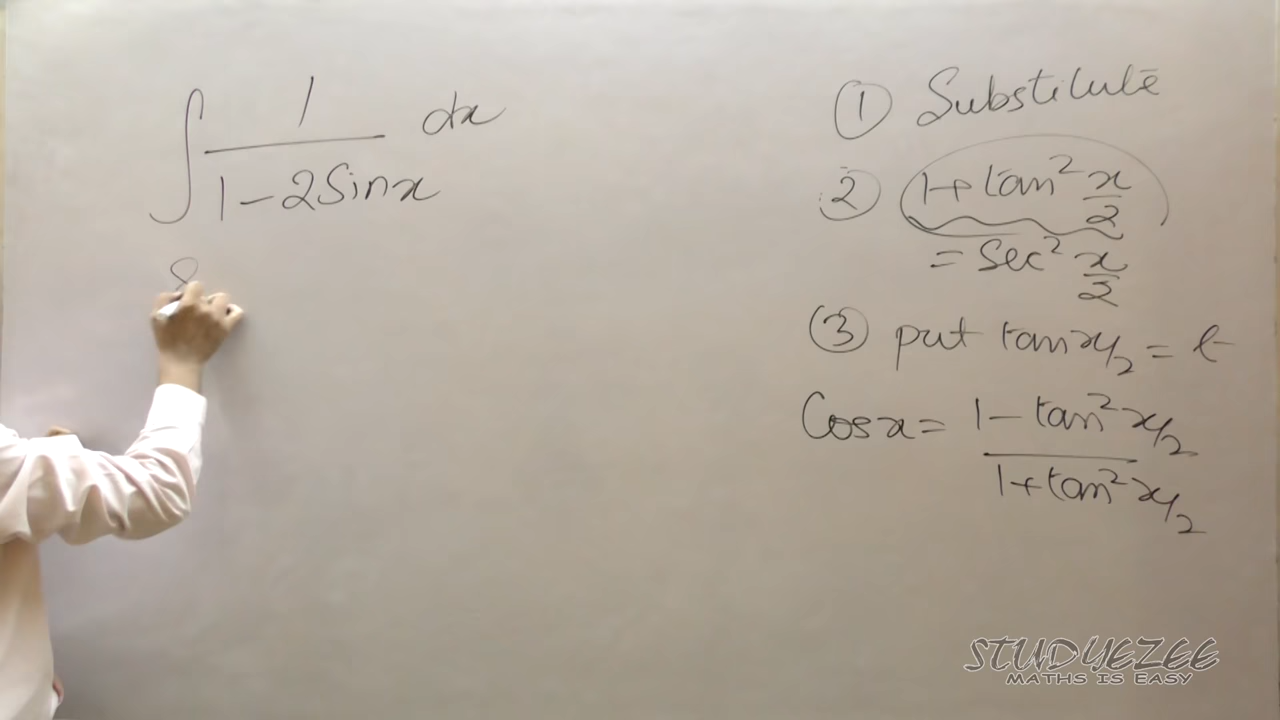 ∫ 1/(1-2Sinx) dx
① Substitute
② 1+tan² x/2
= Sec² x/2
③ put tan x/2 = t
Cosx = (1 - tan² x/2)/(1+tan² x/2)
STUDYEZEE
MATHS IS EASY